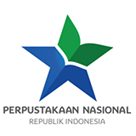 PERPUSTAKAAN NASIONAL
REPUBLIK INDONESIA